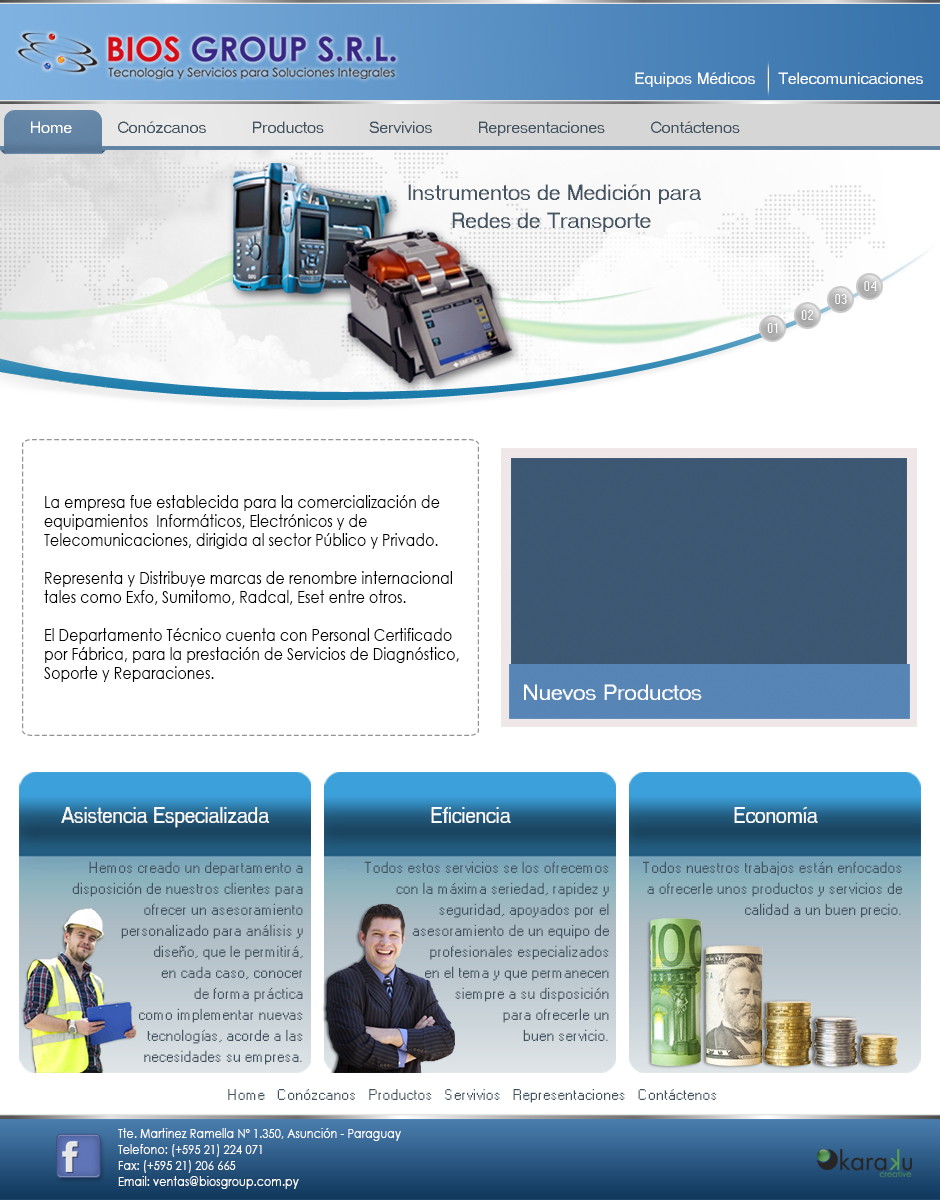 BIOS GROUP S.R.L.
Tecnología y Servicios para Soluciones Integrales
Equipos Médicos
Telecomunicaciones
Home
Conózcanos
Productos
Servivios
Representaciones
Contáctenos
Instrumentos de Medición para
Redes de Transporte
01
02
03
04
La empresa fue establecida para la comercialización de
equipamientos Informáticos, Electrónicos y de
Telecomunicaciones, dirigida al sector Público y Privado.
Representa y Distribuye marcas de renombre internacional
tales como Exfo, Sumitomo, Radcal, Eset entre otros.
El Departamento Técnico cuenta con Personal Certificado
por Fábrica, para la prestación de Servicios de Diagnóstico,
Soporte y Reparaciones.
Nuevos Productos
Asistencia Especializada
Hemos creado un departamento a
disposición de nuestros clientes para
ofrecer un asesoramiento
personalizado para análisis y
diseño, que le permitirá,
en cada caso, conocer
de forma práctica
como implementar nuevas
tecnologías, acorde a las
necesidades su empresa.
Eficiencia
Todos estos servicios se los ofrecemos
con la máxima seriedad, rapidez y
seguridad, apoyados por el
asesoramiento de un equipo de
profesionales especializados
en el tema y que permanecen
siempre a su disposición
para ofrecerle un
buen servicio.
Economía
Todos nuestros trabajos están enfocados
a ofrecerle unos productos y servicios de
calidad a un buen precio.
100
FIFTY
Home Conózcanos Productos Servivios Representaciones Contáctenos
f
Tte. Martinez Ramella N° 1.350, Asunción - Paraguay
Telefono: (+595 21) 224 071
Fax: (+595 21) 206 665
Email: ventas@biosgroup.com.py
Okaraku
creative